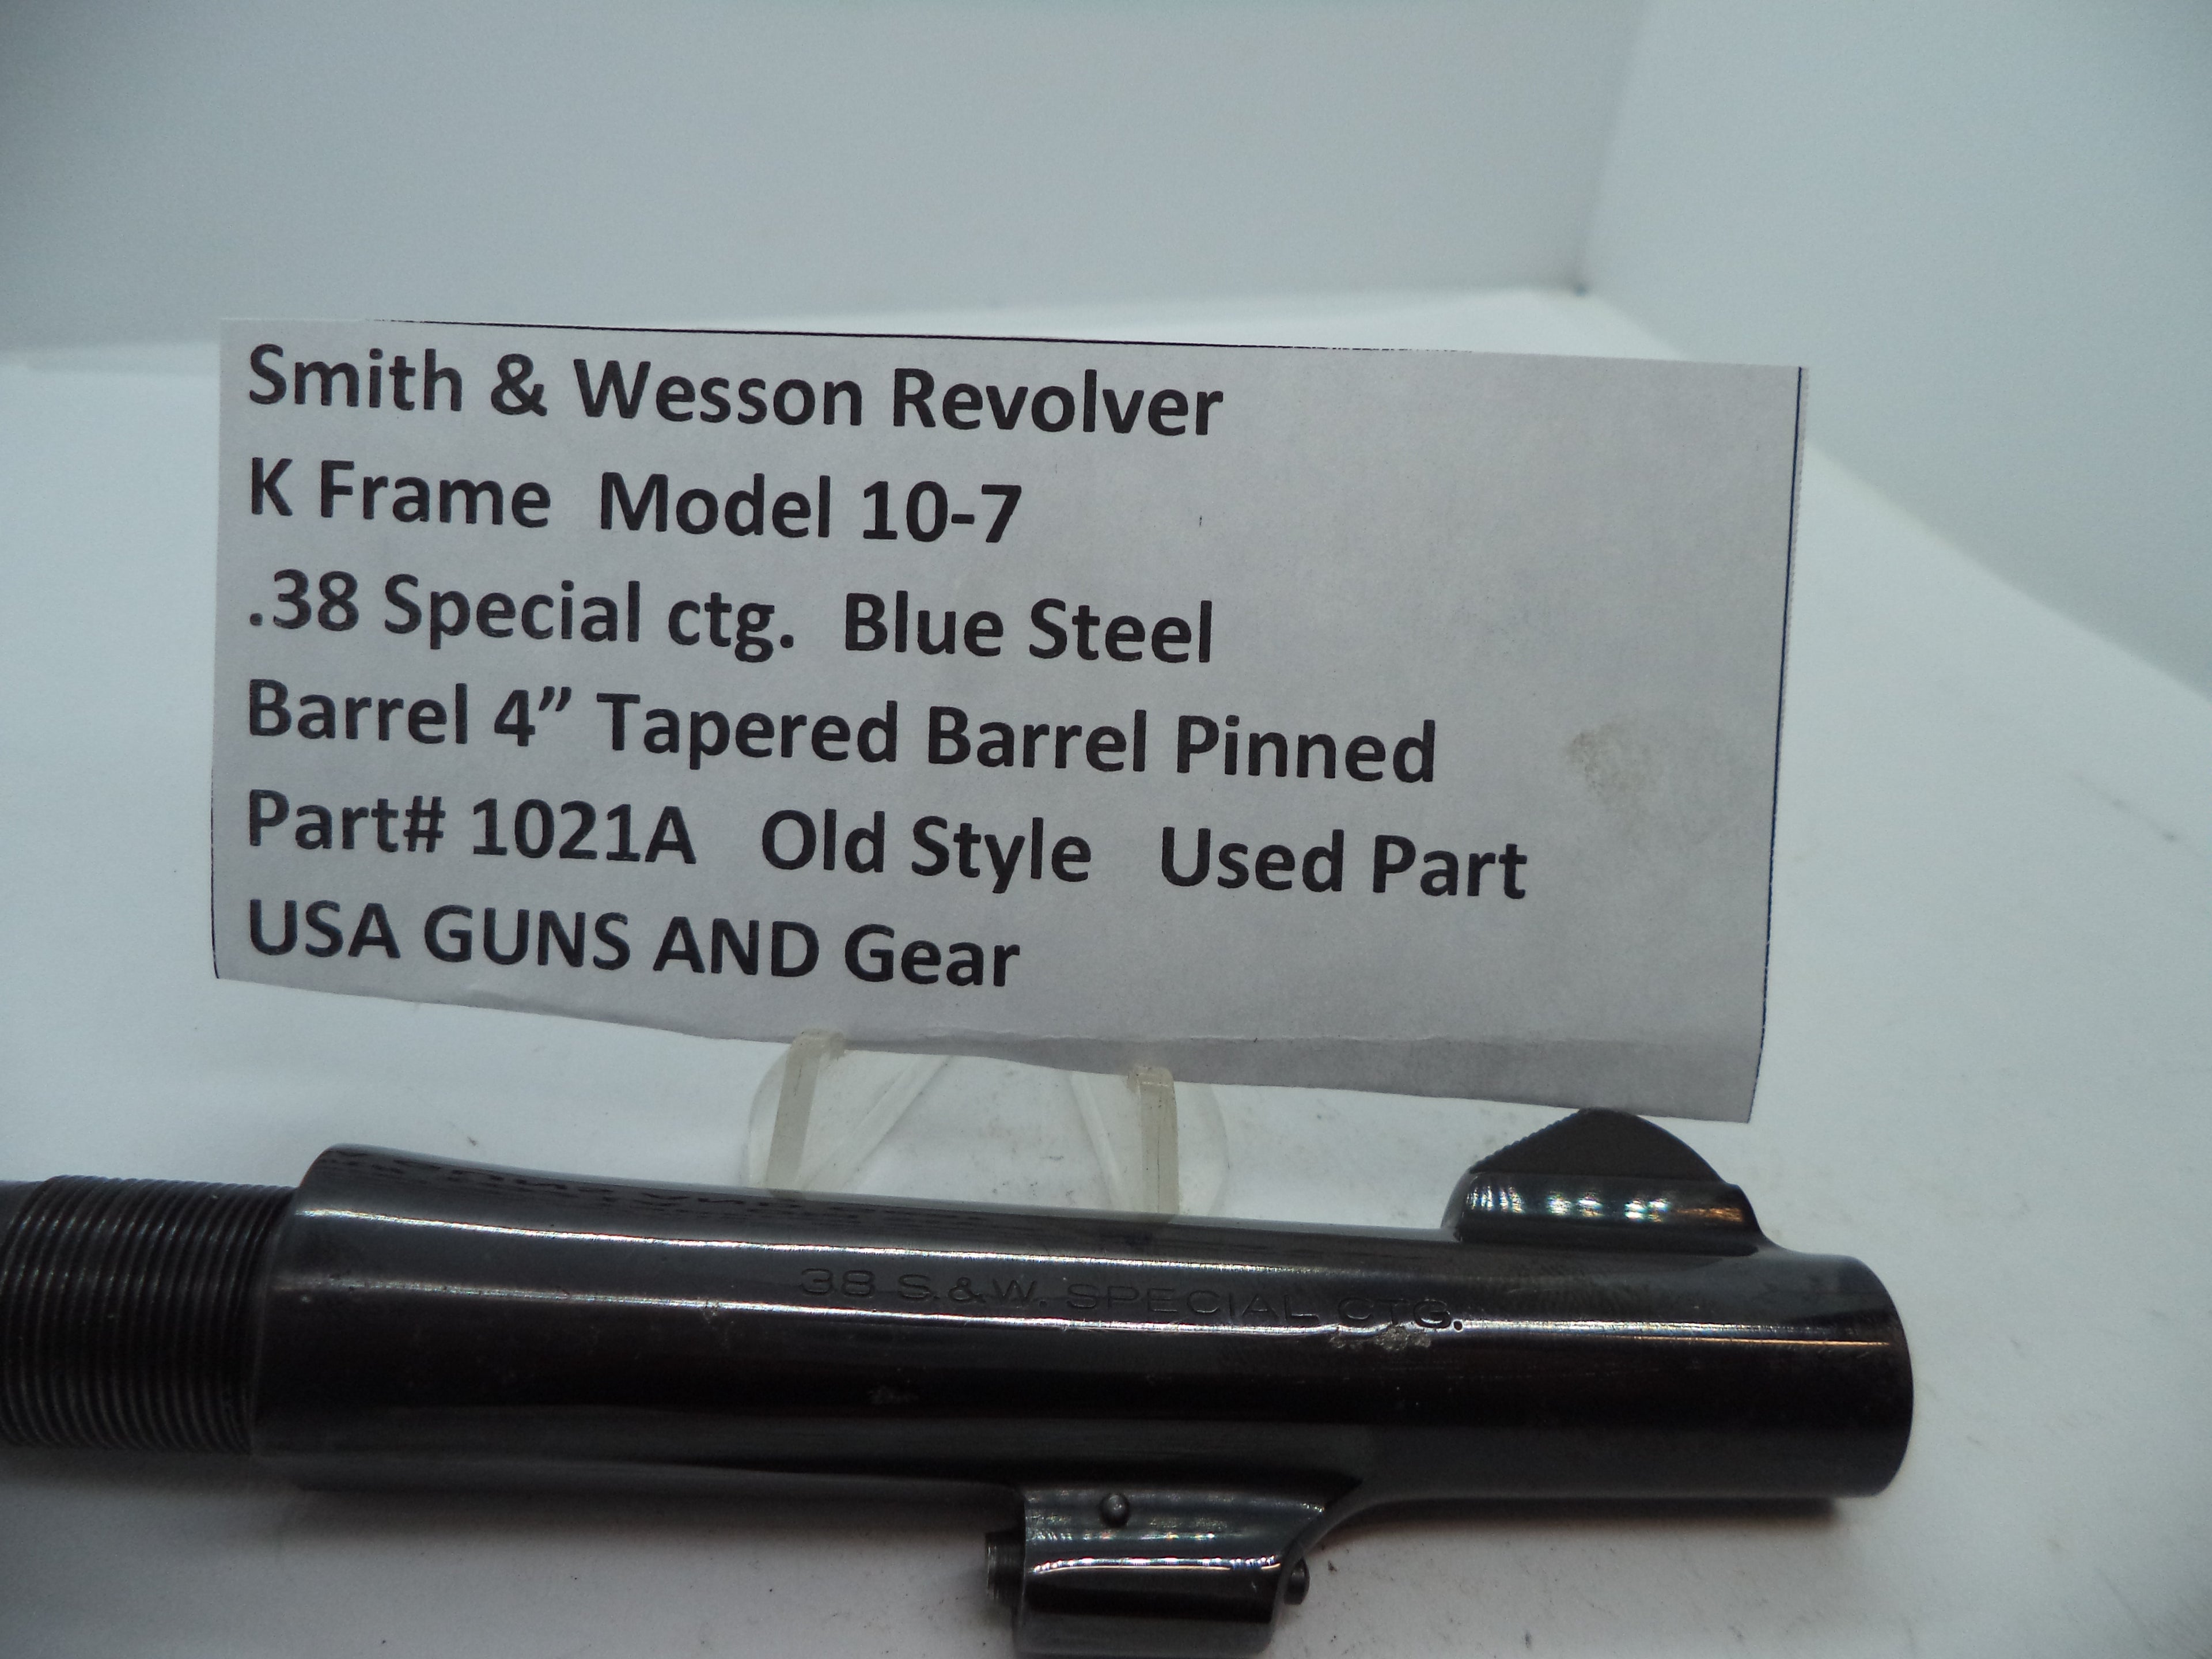 Smith & Wesson Revolver
K Frame  Model 10-7
.38 Special ctg.  Blue Steel
Barrel 4” Tapered Barrel Pinned
Part# 1021A   Old Style   Used Part
USA GUNS AND Gear
38 S.&W. SPECIAL CTG.